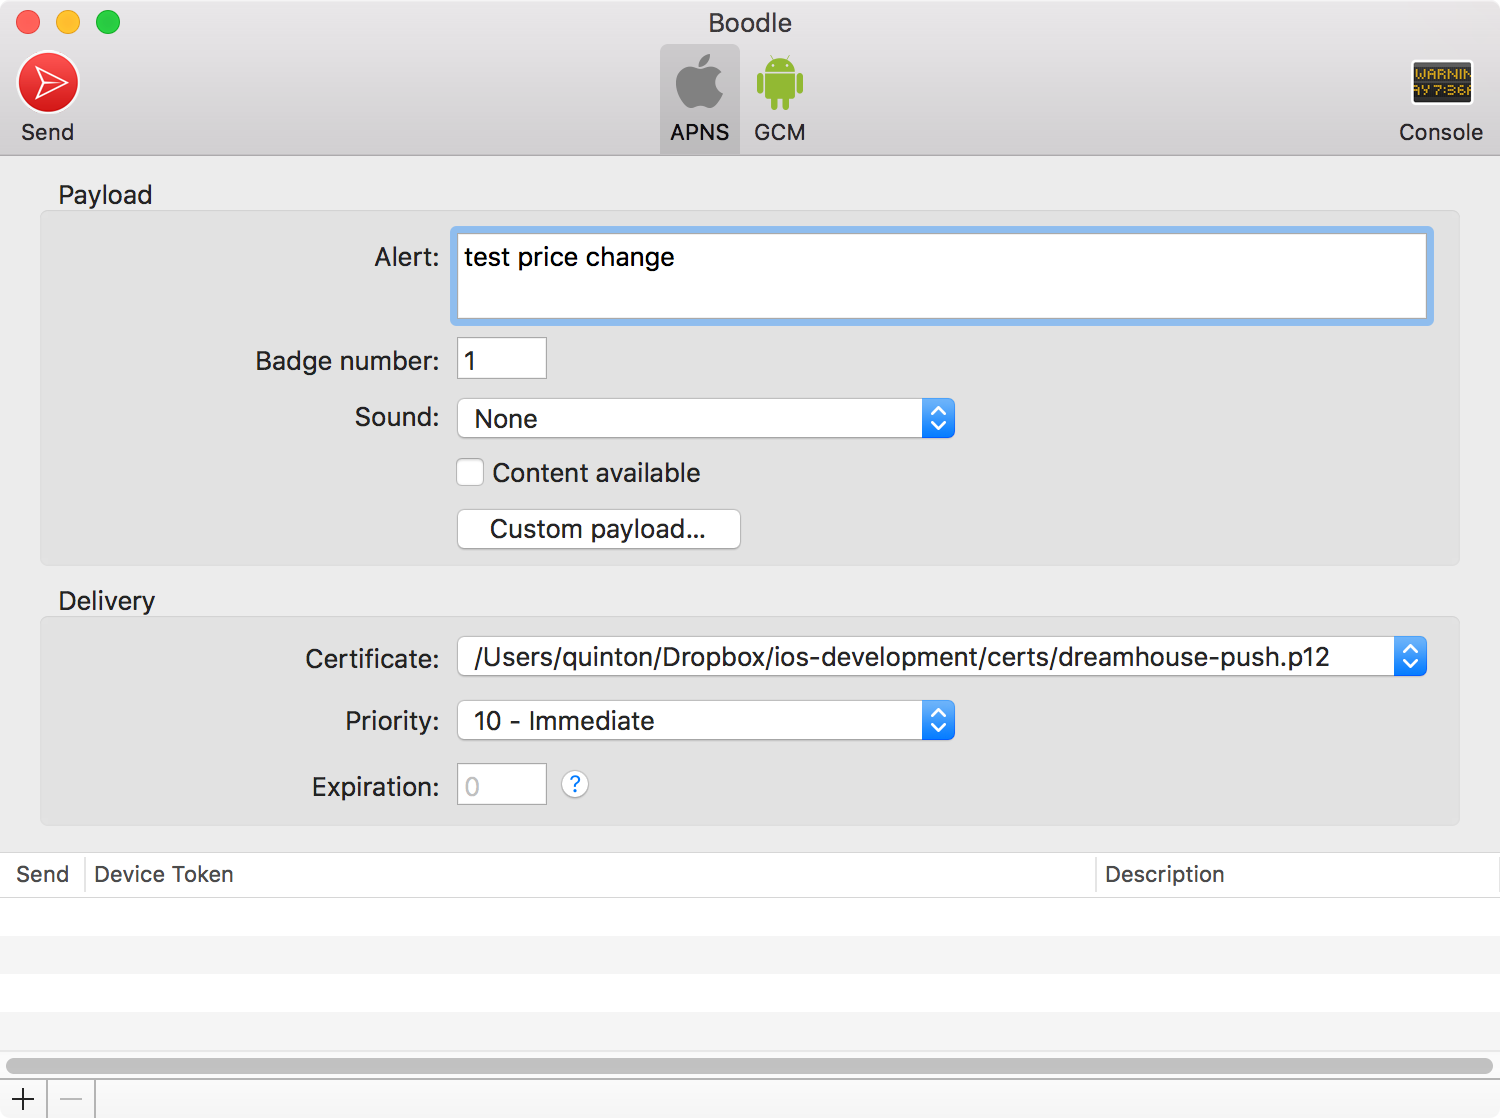 Boodle
Send
APNS
GCM
WARNIN
AY 7:36A
Console
Payload
Alert:
test price change
Badge number:
1
Sound:
None
Content available
Custom payload...
Delivery
Certificate:
/Users/quinton/Dropbox/ios-development/certs/dreamhouse-push.p12
Priority:
10 - Immediate
Expiration:
0
?
Send
Device Token
Description